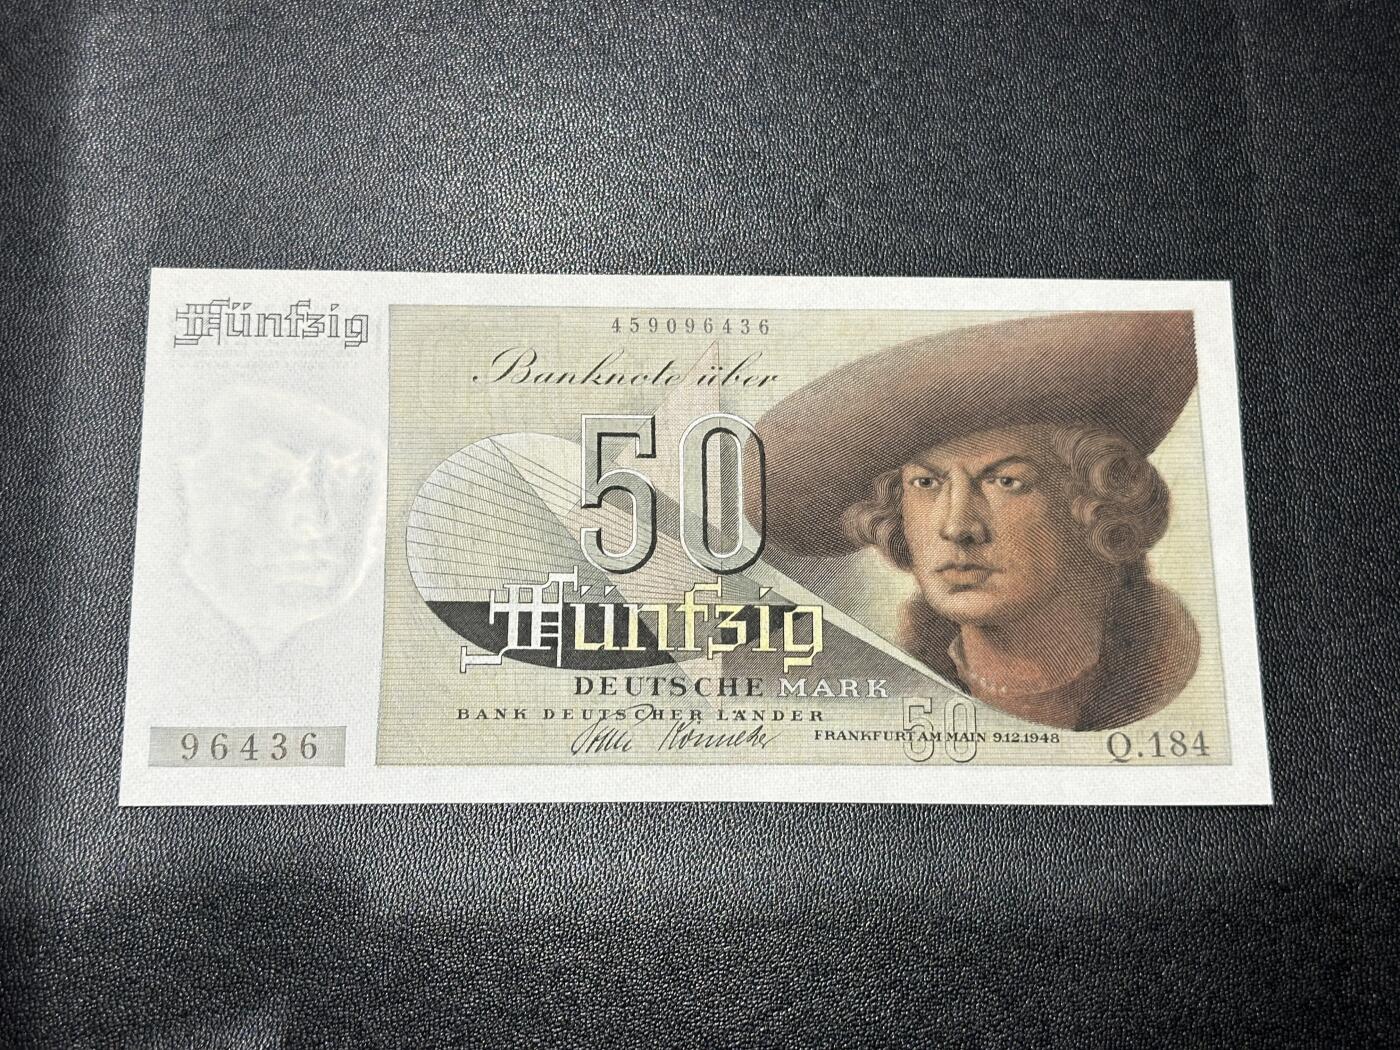 Fünfzig
459096436
Banknote über
50
Fünfzig
DEUTSCHE MARK
BANK DEUTSCHER LÄNDER
50
FRANKFURT AM MAIN 9.12.1948
96436
Q.184